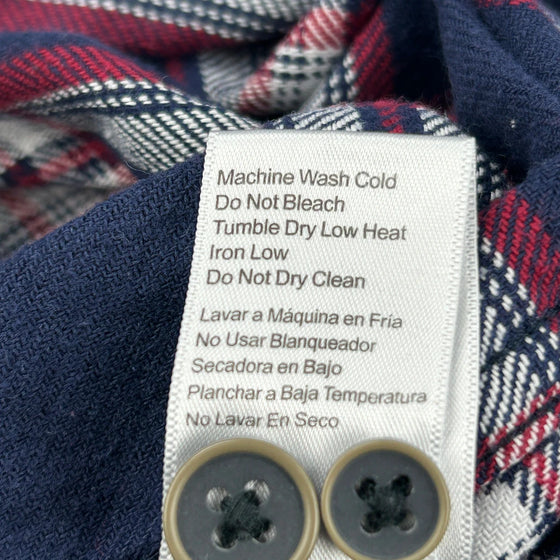 Machine Wash Cold
Do Not Bleach
Tumble Dry Low Heat
Iron Low
Do Not Dry Clean
Lavar a Máquina en Fría
No Usar Blanqueador
Secadora en Bajo
Planchar a Baja Temperatura
No Lavar En Seco